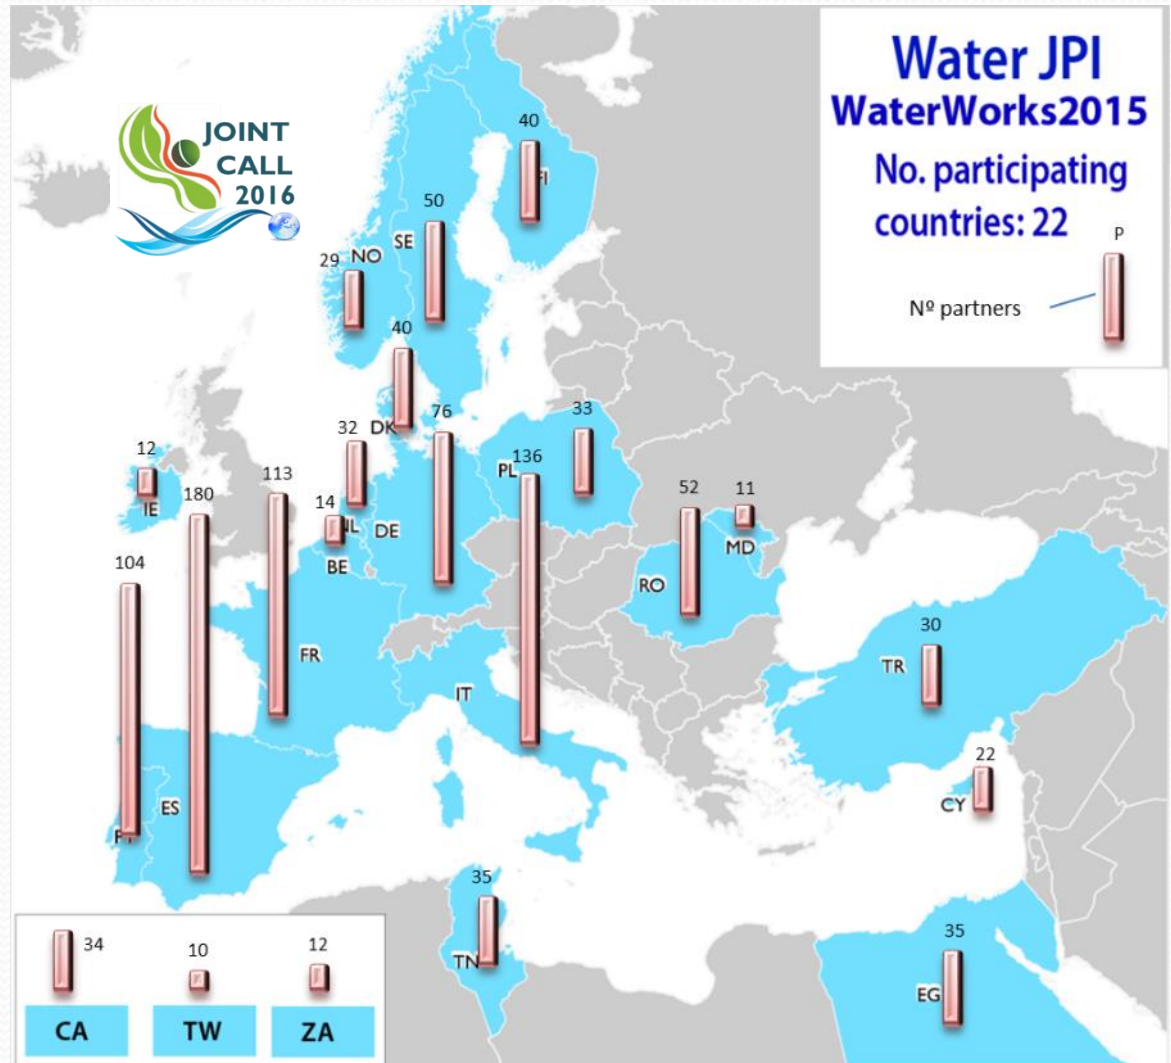 Water JPI
WaterWorks2015
No. participating
countries: 22
P
Nº partners
JOINT
CALL
2016
40
FI
50
SE
29
NO
40
DK
76
33
32
12
IE
180
113
14
NL
DE
BE
PL
136
52
11
MD
RO
104
FR
IT
30
TR
22
CY
ES
35
TN
35
EG
34
10
12
CA
TW
ZA